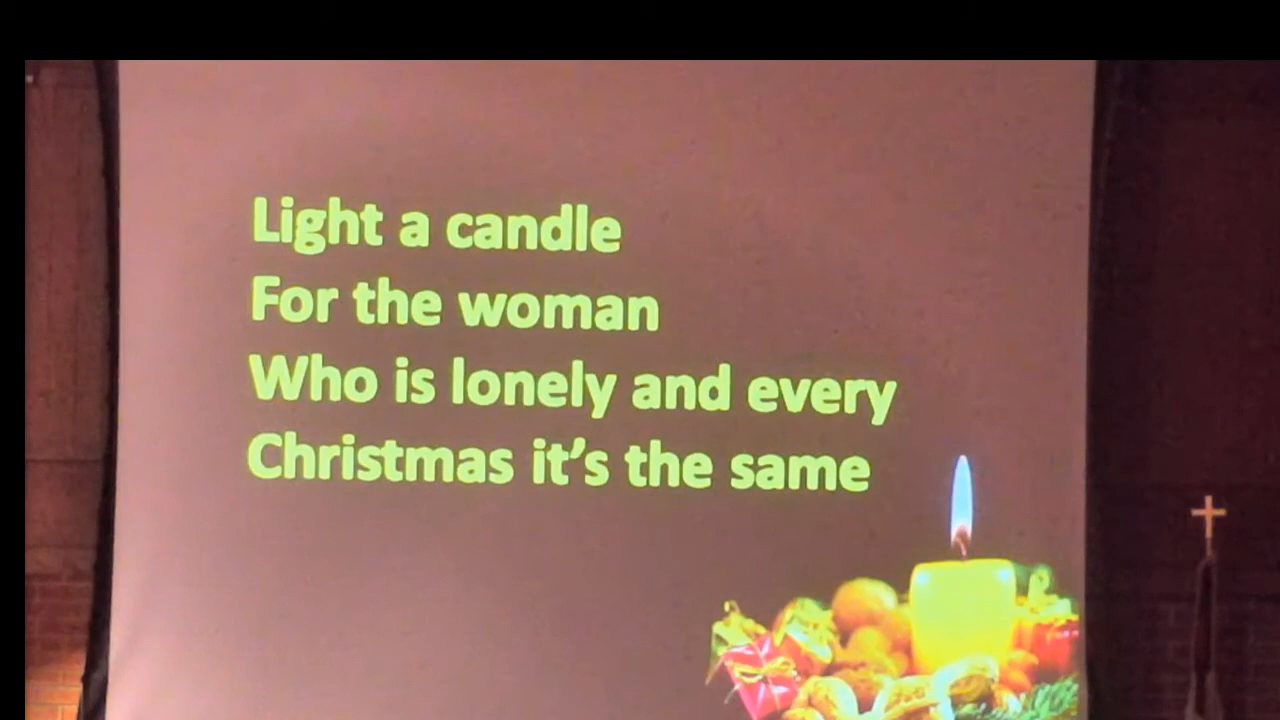 Light a candle
For the woman
Who is lonely and every
Christmas it’s the same